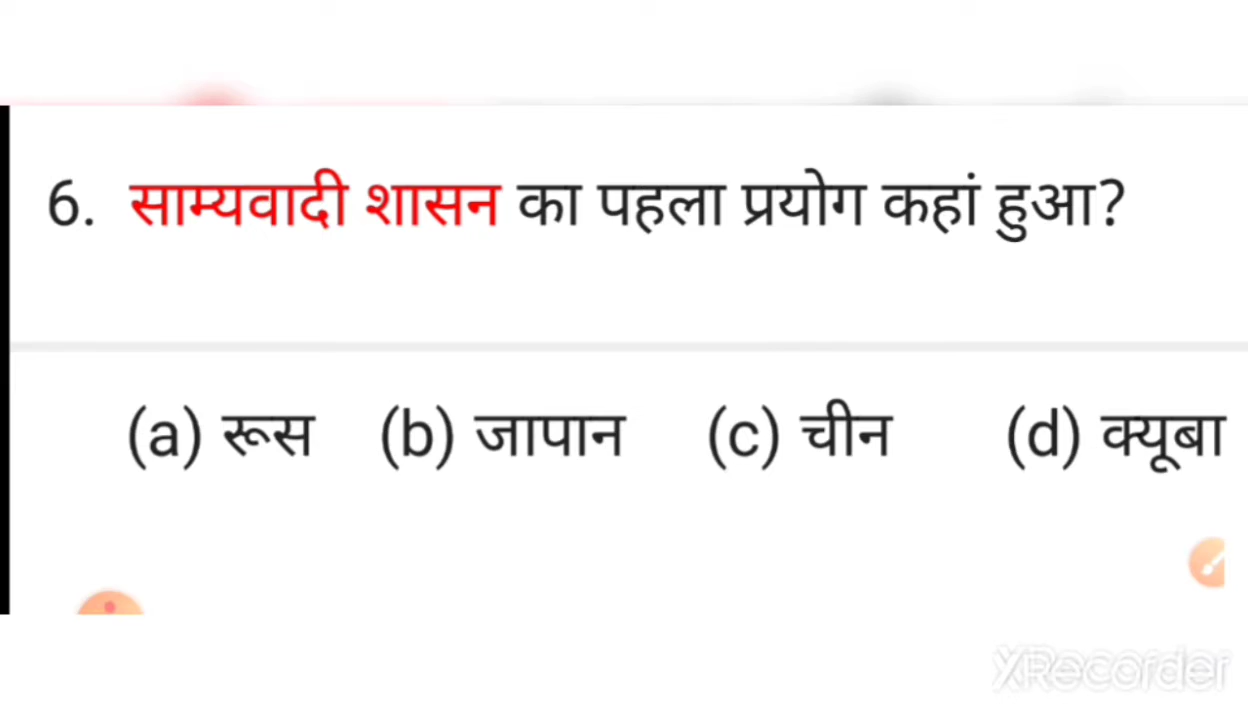 6. साम्यवादी शासन का पहला प्रयोग कहां हुआ?
(a) रूस (b) जापान (c) चीन (d) क्यूबा
XRecorder